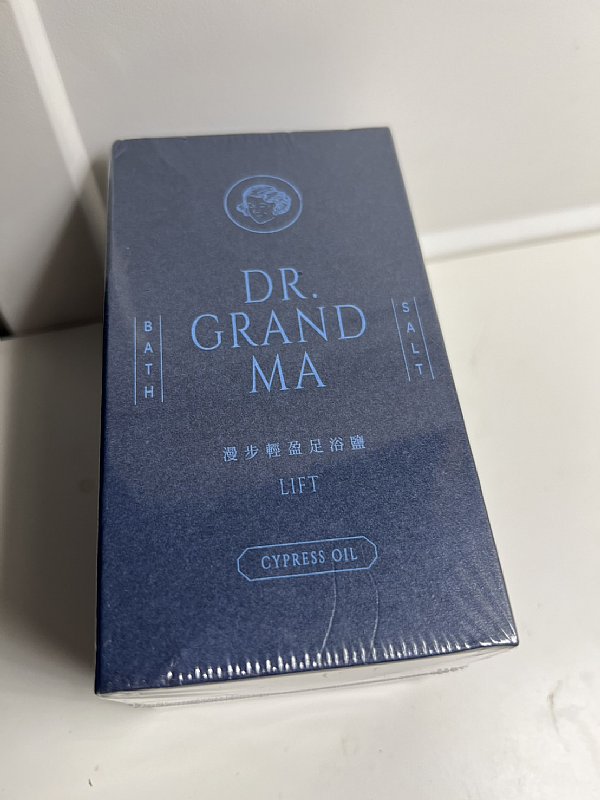 DR.
GRAND
MA
BATH
SALT
漫步輕盈足浴鹽
LIFT
CYPRESS OIL